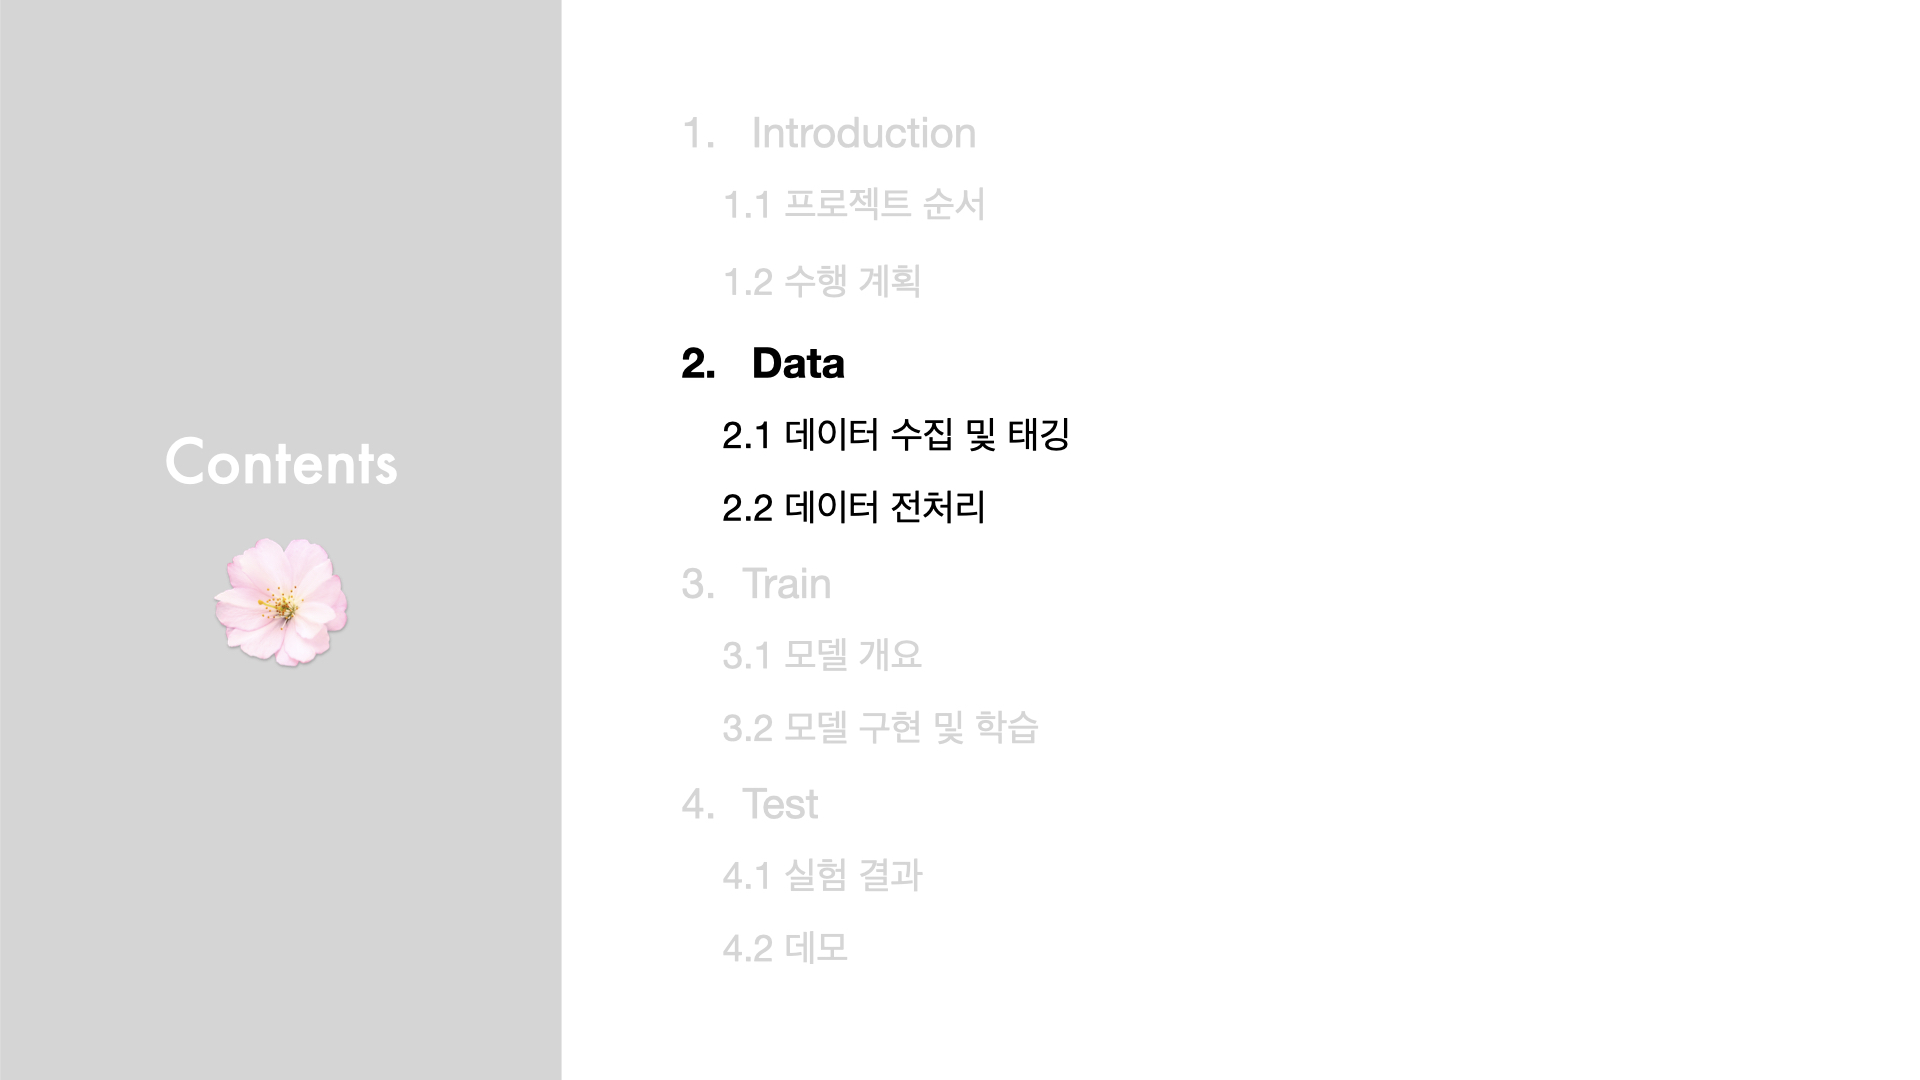 Contents
1. Introduction
1.1 프로젝트 순서
1.2 수행 계획
2. Data
2.1 데이터 수집 및 태깅
2.2 데이터 전처리
3. Train
3.1 모델 개요
3.2 모델 구현 및 학습
4. Test
4.1 실험 결과
4.2 데모